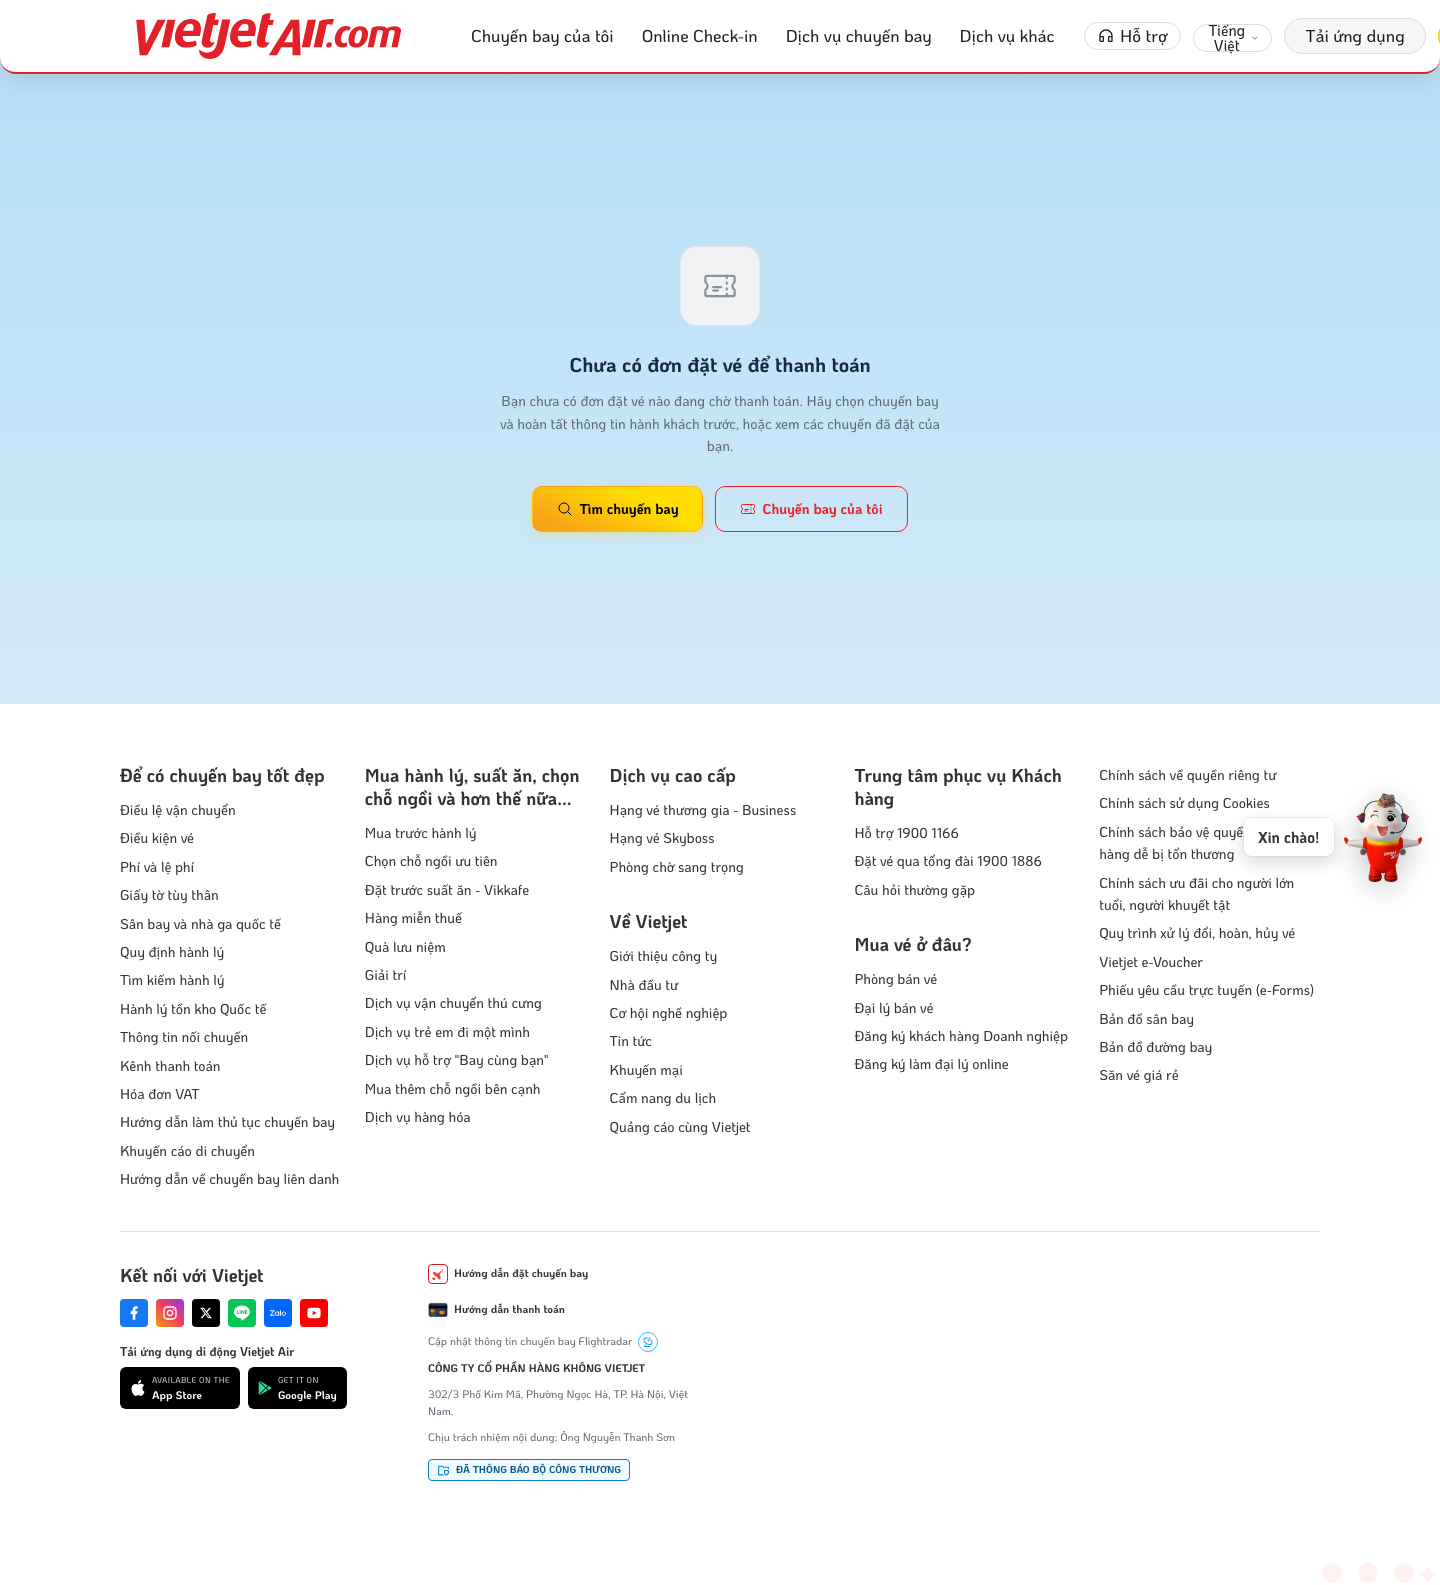 vietjetAir.com
Chuyến bay của tôi
Online Check-in
Dịch vụ chuyến bay
Dịch vụ khác
Hỗ trợ
Tiếng
Việt
Tải ứng dụng
Chưa có đơn đặt vé để thanh toán
Bạn chưa có đơn đặt vé nào đang chờ thanh toán. Hãy chọn chuyến bay
và hoàn tất thông tin hành khách trước, hoặc xem các chuyến đã đặt của
bạn.
Tìm chuyến bay
Chuyến bay của tôi
Để có chuyến bay tốt đẹp
Điều lệ vận chuyển
Điều kiện vé
Phí và lệ phí
Giấy tờ tùy thân
Sân bay và nhà ga quốc tế
Quy định hành lý
Tìm kiếm hành lý
Hành lý tồn kho Quốc tế
Thông tin nối chuyến
Kênh thanh toán
Hóa đơn VAT
Hướng dẫn làm thủ tục chuyến bay
Khuyến cáo di chuyển
Hướng dẫn về chuyến bay liên danh
Mua hành lý, suất ăn, chọn
chỗ ngồi và hơn thế nữa...
Mua trước hành lý
Chọn chỗ ngồi ưu tiên
Đặt trước suất ăn - Vikkafe
Hàng miễn thuế
Quà lưu niệm
Giải trí
Dịch vụ vận chuyển thú cưng
Dịch vụ trẻ em đi một mình
Dịch vụ hỗ trợ "Bay cùng bạn"
Mua thêm chỗ ngồi bên cạnh
Dịch vụ hàng hóa
Dịch vụ cao cấp
Hạng vé thương gia - Business
Hạng vé Skyboss
Phòng chờ sang trọng
Về Vietjet
Giới thiệu công ty
Nhà đầu tư
Cơ hội nghề nghiệp
Tin tức
Khuyến mại
Cẩm nang du lịch
Quảng cáo cùng Vietjet
Trung tâm phục vụ Khách
hàng
Hỗ trợ 1900 1166
Đặt vé qua tổng đài 1900 1886
Câu hỏi thường gặp
Mua vé ở đâu?
Phòng bán vé
Đại lý bán vé
Đăng ký khách hàng Doanh nghiệp
Đăng ký làm đại lý online
Chính sách về quyền riêng tư
Chính sách sử dụng Cookies
Chính sách bảo vệ quyề
hàng dễ bị tổn thương
Chính sách ưu đãi cho người lớn
tuổi, người khuyết tật
Quy trình xử lý đổi, hoàn, hủy vé
Vietjet e-Voucher
Phiếu yêu cầu trực tuyến (e-Forms)
Bản đồ sân bay
Bản đồ đường bay
Săn vé giá rẻ
Xin chào!
Kết nối với Vietjet
LINE
Zalo
Tải ứng dụng di động Vietjet Air
AVAILABLE ON THE
App Store
GET IT ON
Google Play
Hướng dẫn đặt chuyến bay
Hướng dẫn thanh toán
Cập nhật thông tin chuyến bay Flightradar
CÔNG TY CỔ PHẦN HÀNG KHÔNG VIETJET
302/3 Phố Kim Mã, Phường Ngọc Hà, TP. Hà Nội, Việt
Nam.
Chịu trách nhiệm nội dung: Ông Nguyễn Thanh Sơn
ĐÃ THÔNG BÁO BỘ CÔNG THƯƠNG